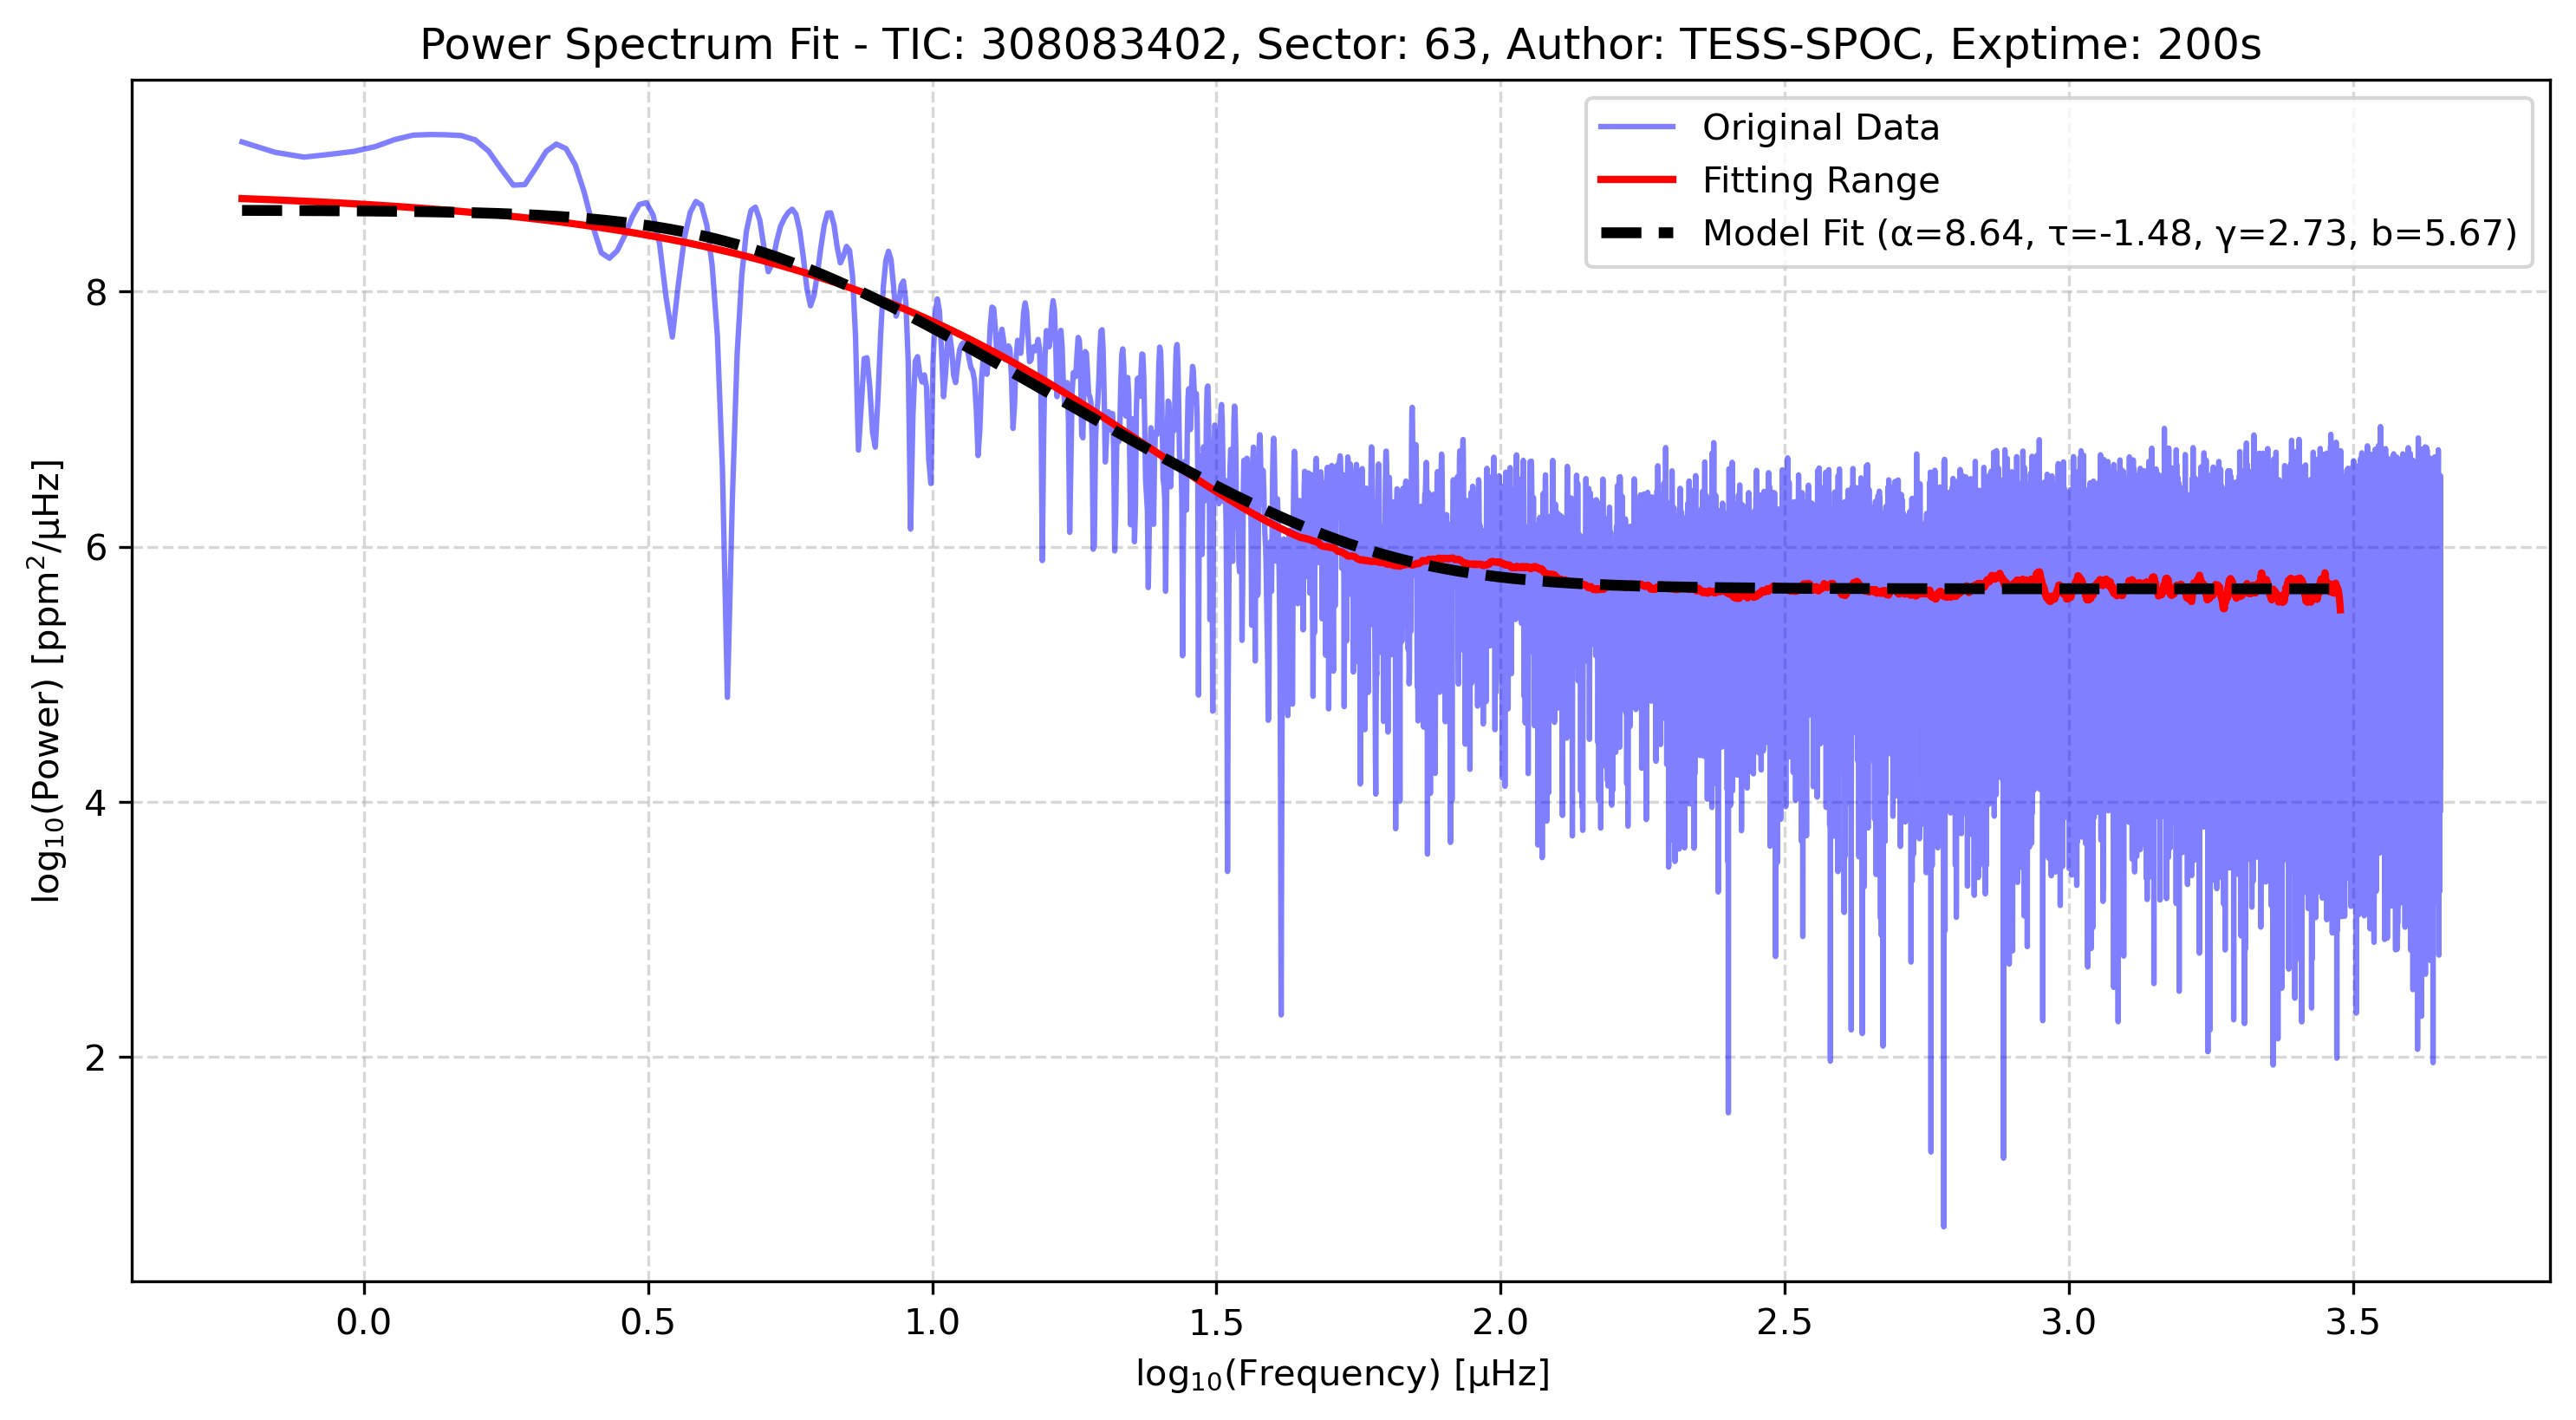 Power Spectrum Fit - TIC: 308083402, Sector: 63, Author: TESS-SPOC, Exptime: 200s
Original Data
Fitting Range
Model Fit (α=8.64, τ=-1.48, γ=2.73, b=5.67)
log₁₀(Power) [ppm²/μHz]
8
6
4
2
0.0 0.5 1.0 1.5 2.0 2.5 3.0 3.5
log₁₀(Frequency) [μHz]